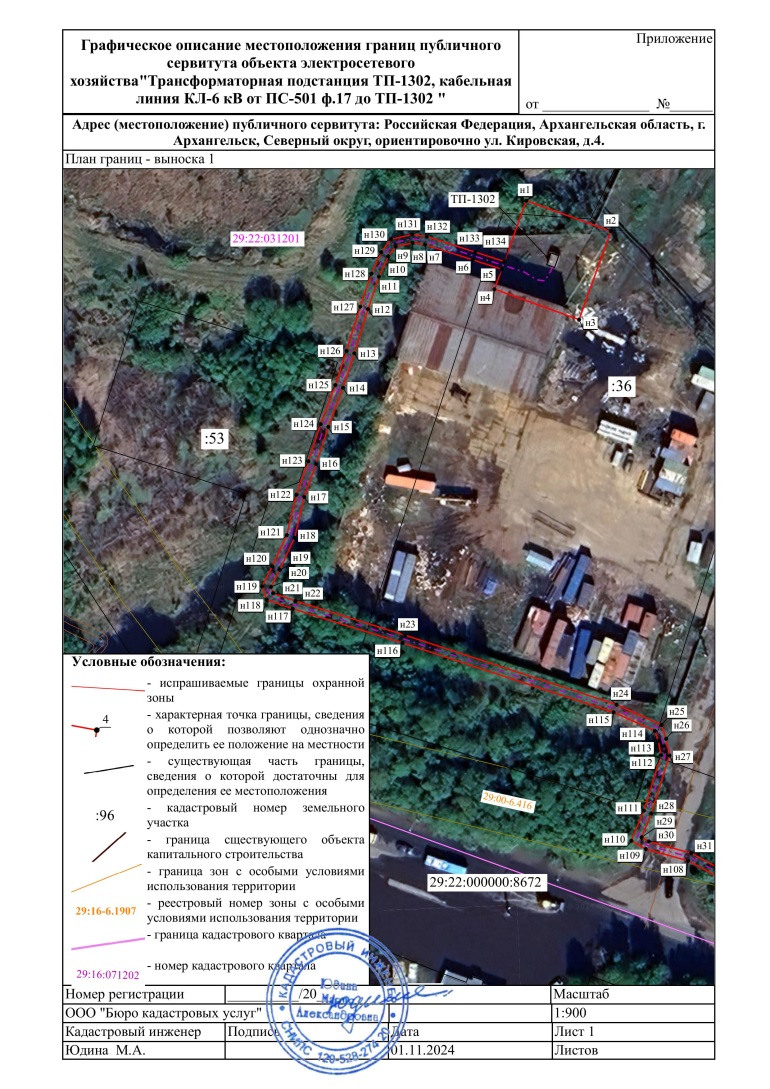 Графическое описание местоположения границ публичного
сервитута объекта электросетевого
хозяйства"Трансформаторная подстанция ТП-1302, кабельная
линия КЛ-6 кВ от ПС-501 ф.17 до ТП-1302 "
Приложение
от ________________ №______
Адрес (местоположение) публичного сервитута: Российская Федерация, Архангельская область, г.
Архангельск, Северный округ, ориентировочно ул. Кировская, д.4.
План границ - выноска 1
н1
ТП-1302
н2
н131
н132
н130
29:22:031201
н133
н134
н129
н9
н8
н7
н6
н10
н128
н5
н11
н4
н127
н12
н3
н126
н13
н125
н14
:36
н124
н15
:53
н123
н16
н122
н17
н121
н18
н120
н19
н20
н119
н21
н22
н118
н117
н23
н116
н24
н25
н115
н26
н114
н113
н27
н112
29:00-6.416
н111
н28
н29
н110
н30
н31
н109
н108
29:22:000000:8672
Условные обозначения:
- испрашиваемые границы охранной
зоны
4
- характерная точка границы, сведения
о которой позволяют однозначно
определить ее положение на местности
- существующая часть границы,
сведения о которой достаточны для
определения ее местоположения
:96
- кадастровый номер земельного
участка
- граница сществующего объекта
капитального строительства
- граница зон с особыми условиями
использования территории
29:16-6.1907
- реестровый номер зоны с особыми
условиями использования территории
- граница кадастрового квартала
29:16:071202
- номер кадастрового квартала
Номер регистрации
/20
Масштаб
ООО "Бюро кадастровых услуг"
1:900
Кадастровый инженер
Подпись
Дата
Лист 1
Юдина М.А.
01.11.2024
Листов
КАДАСТРОВЫЙ ИНЖЕНЕР
Юдина
Александровна
СНИЛС